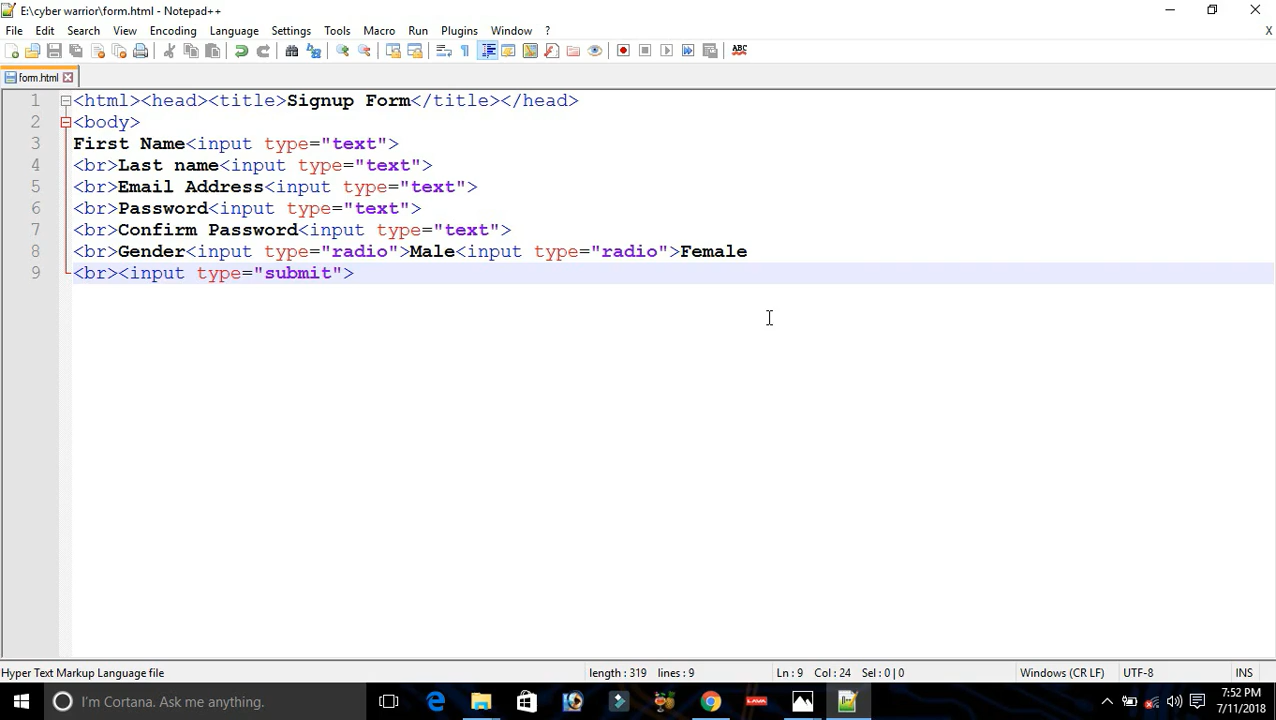 E:\cyber warrior\form.html - Notepad++
File Edit Search View Encoding Language Settings Tools Macro Run Plugins Window ? X
ABC
form.html
1 <html><head><title>Signup Form</title></head>
2 <body>
3 First Name<input type="text">
4 <br>Last name<input type="text">
5 <br>Email Address<input type="text">
6 <br>Password<input type="text">
7 <br>Confirm Password<input type="text">
8 <br>Gender<input type="radio">Male<input type="radio">Female
9 <br><input type="submit">
Hyper Text Markup Language file length : 319 lines : 9 Ln : 9 Col : 24 Sel : 0 | 0 Windows (CR LF) UTF-8 INS
I'm Cortana. Ask me anything. LAVA 7:52 PM
7/11/2018